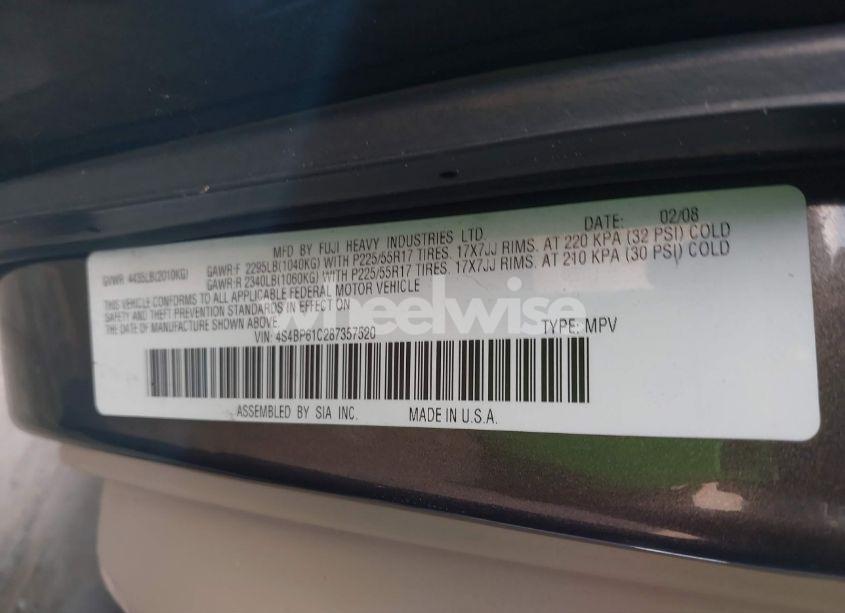 MFD BY FUJI HEAVY INDUSTRIES LTD. DATE: 02/08
GVWR: 4435LB(2010KG) GAWR:F 2295LB(1040KG) WITH P225/55R17 TIRES. 17X7JJ RIMS. AT 220 KPA (32 PSI) COLD
GAWR:R 2340LB(1060KG) WITH P225/55R17 TIRES. 17X7JJ RIMS. AT 210 KPA (30 PSI) COLD
THIS VEHICLE CONFORMS TO ALL APPLICABLE FEDERAL MOTOR VEHICLE
SAFETY AND THEFT PREVENTION STANDARDS IN EFFECT ON
THE DATE OF MANUFACTURE SHOWN ABOVE.
VIN: 4S4BP61C287357520 TYPE: MPV
wheelwise
ASSEMBLED BY SIA INC. MADE IN U.S.A.